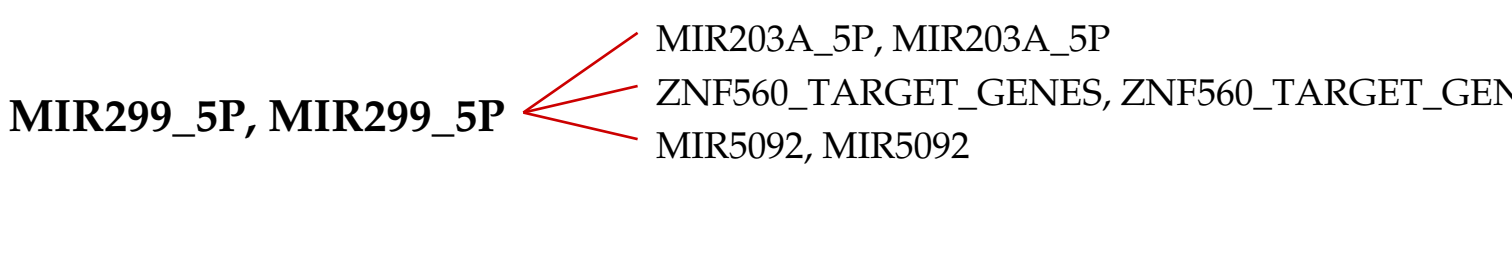 MIR203A_5P, MIR203A_5P
ZNF560_TARGET_GENES, ZNF560_TARGET_GEN
MIR299_5P, MIR299_5P
MIR5092, MIR5092